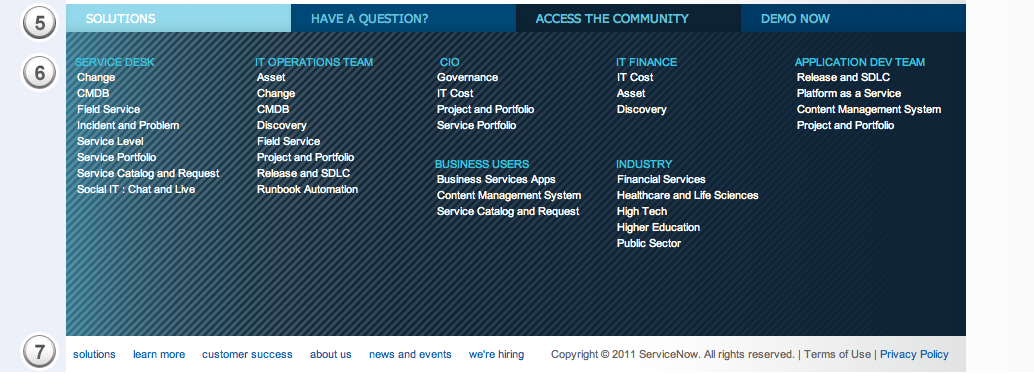 5
SOLUTIONS
HAVE A QUESTION?
ACCESS THE COMMUNITY
DEMO NOW
6
SERVICE DESK
Change
CMDB
Field Service
Incident and Problem
Service Level
Service Portfolio
Service Catalog and Request
Social IT : Chat and Live
IT OPERATIONS TEAM
Asset
Change
CMDB
Discovery
Field Service
Project and Portfolio
Release and SDLC
Runbook Automation
CIO
Governance
IT Cost
Project and Portfolio
Service Portfolio
BUSINESS USERS
Business Services Apps
Content Management System
Service Catalog and Request
IT FINANCE
IT Cost
Asset
Discovery
INDUSTRY
Financial Services
Healthcare and Life Sciences
High Tech
Higher Education
Public Sector
APPLICATION DEV TEAM
Release and SDLC
Platform as a Service
Content Management System
Project and Portfolio
7
solutions learn more customer success about us news and events we're hiring Copyright © 2011 ServiceNow. All rights reserved. | Terms of Use | Privacy Policy